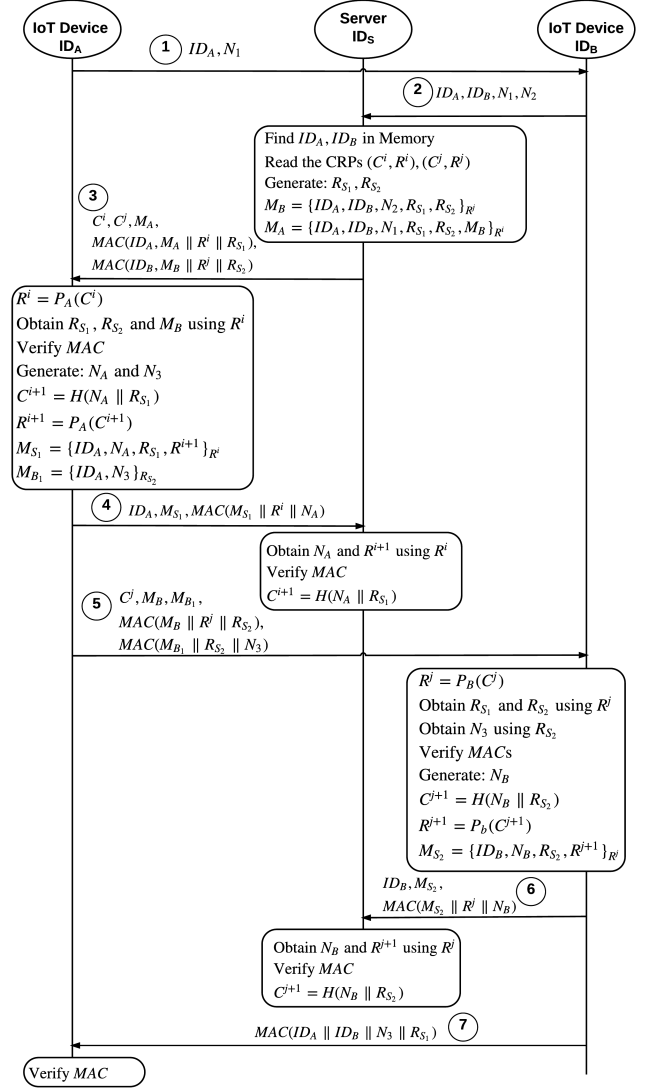 IoT Device
ID_A
Server
ID_S
IoT Device
ID_B
1 ID_A, N_1
2 ID_A, ID_B, N_1, N_2
Find ID_A, ID_B in Memory
Read the CRPs (C^i, R^i), (C^j, R^j)
Generate: R_{S_1}, R_{S_2}
M_B = {ID_A, ID_B, N_2, R_{S_1}, R_{S_2}}_{R^j}
M_A = {ID_A, ID_B, N_1, R_{S_1}, R_{S_2}, M_B}_{R^i}
3
C^i, C^j, M_A,
MAC(ID_A, M_A ∥ R^i ∥ R_{S_1}),
MAC(ID_B, M_B ∥ R^j ∥ R_{S_2})
R^i = P_A(C^i)
Obtain R_{S_1}, R_{S_2} and M_B using R^i
Verify MAC
Generate: N_A and N_3
C^{i+1} = H(N_A ∥ R_{S_1})
R^{i+1} = P_A(C^{i+1})
M_{S_1} = {ID_A, N_A, R_{S_1}, R^{i+1}}_{R^i}
M_{B_1} = {ID_A, N_3}_{R_{S_2}}
4 ID_A, M_{S_1}, MAC(M_{S_1} ∥ R^i ∥ N_A)
Obtain N_A and R^{i+1} using R^i
Verify MAC
C^{i+1} = H(N_A ∥ R_{S_1})
5 C^j, M_B, M_{B_1},
MAC(M_B ∥ R^j ∥ R_{S_2}),
MAC(M_{B_1} ∥ R_{S_2} ∥ N_3)
R^j = P_B(C^j)
Obtain R_{S_1} and R_{S_2} using R^j
Obtain N_3 using R_{S_2}
Verify MACs
Generate: N_B
C^{j+1} = H(N_B ∥ R_{S_2})
R^{j+1} = P_b(C^{j+1})
M_{S_2} = {ID_B, N_B, R_{S_2}, R^{j+1}}_{R^j}
ID_B, M_{S_2}, 6
MAC(M_{S_2} ∥ R^j ∥ N_B)
Obtain N_B and R^{j+1} using R^j
Verify MAC
C^{j+1} = H(N_B ∥ R_{S_2})
MAC(ID_A ∥ ID_B ∥ N_3 ∥ R_{S_1}) 7
Verify MAC